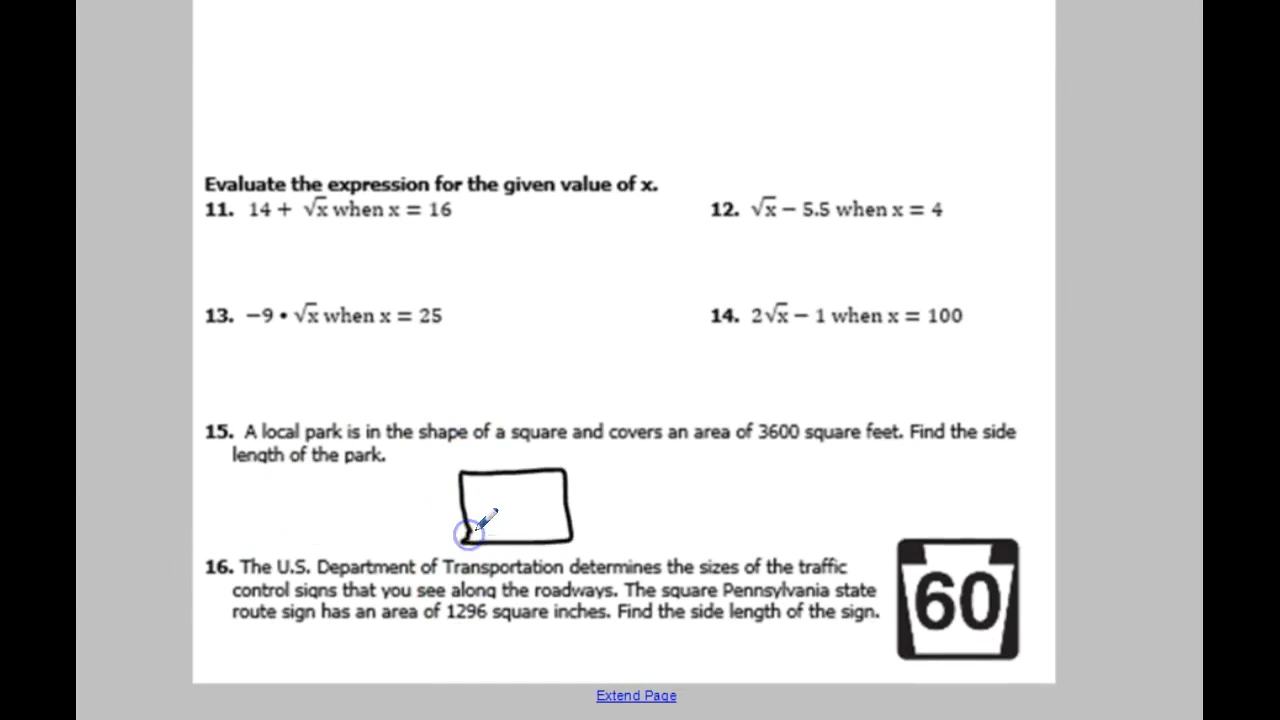 Evaluate the expression for the given value of x.
11. 14 + √x when x = 16
12. √x − 5.5 when x = 4
13. −9 • √x when x = 25
14. 2√x − 1 when x = 100
15. A local park is in the shape of a square and covers an area of 3600 square feet. Find the side
length of the park.
16. The U.S. Department of Transportation determines the sizes of the traffic
control signs that you see along the roadways. The square Pennsylvania state
route sign has an area of 1296 square inches. Find the side length of the sign.
60
Extend Page